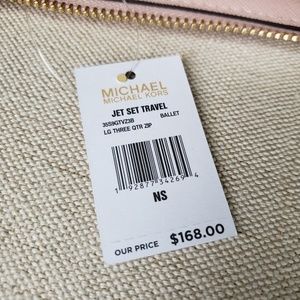 MICHAEL
MICHAEL KORS
JET SET TRAVEL
35S9GTVZ3B BALLET
LG THREE QTR ZIP
1 92877 34269 4
NS
OUR PRICE $168.00